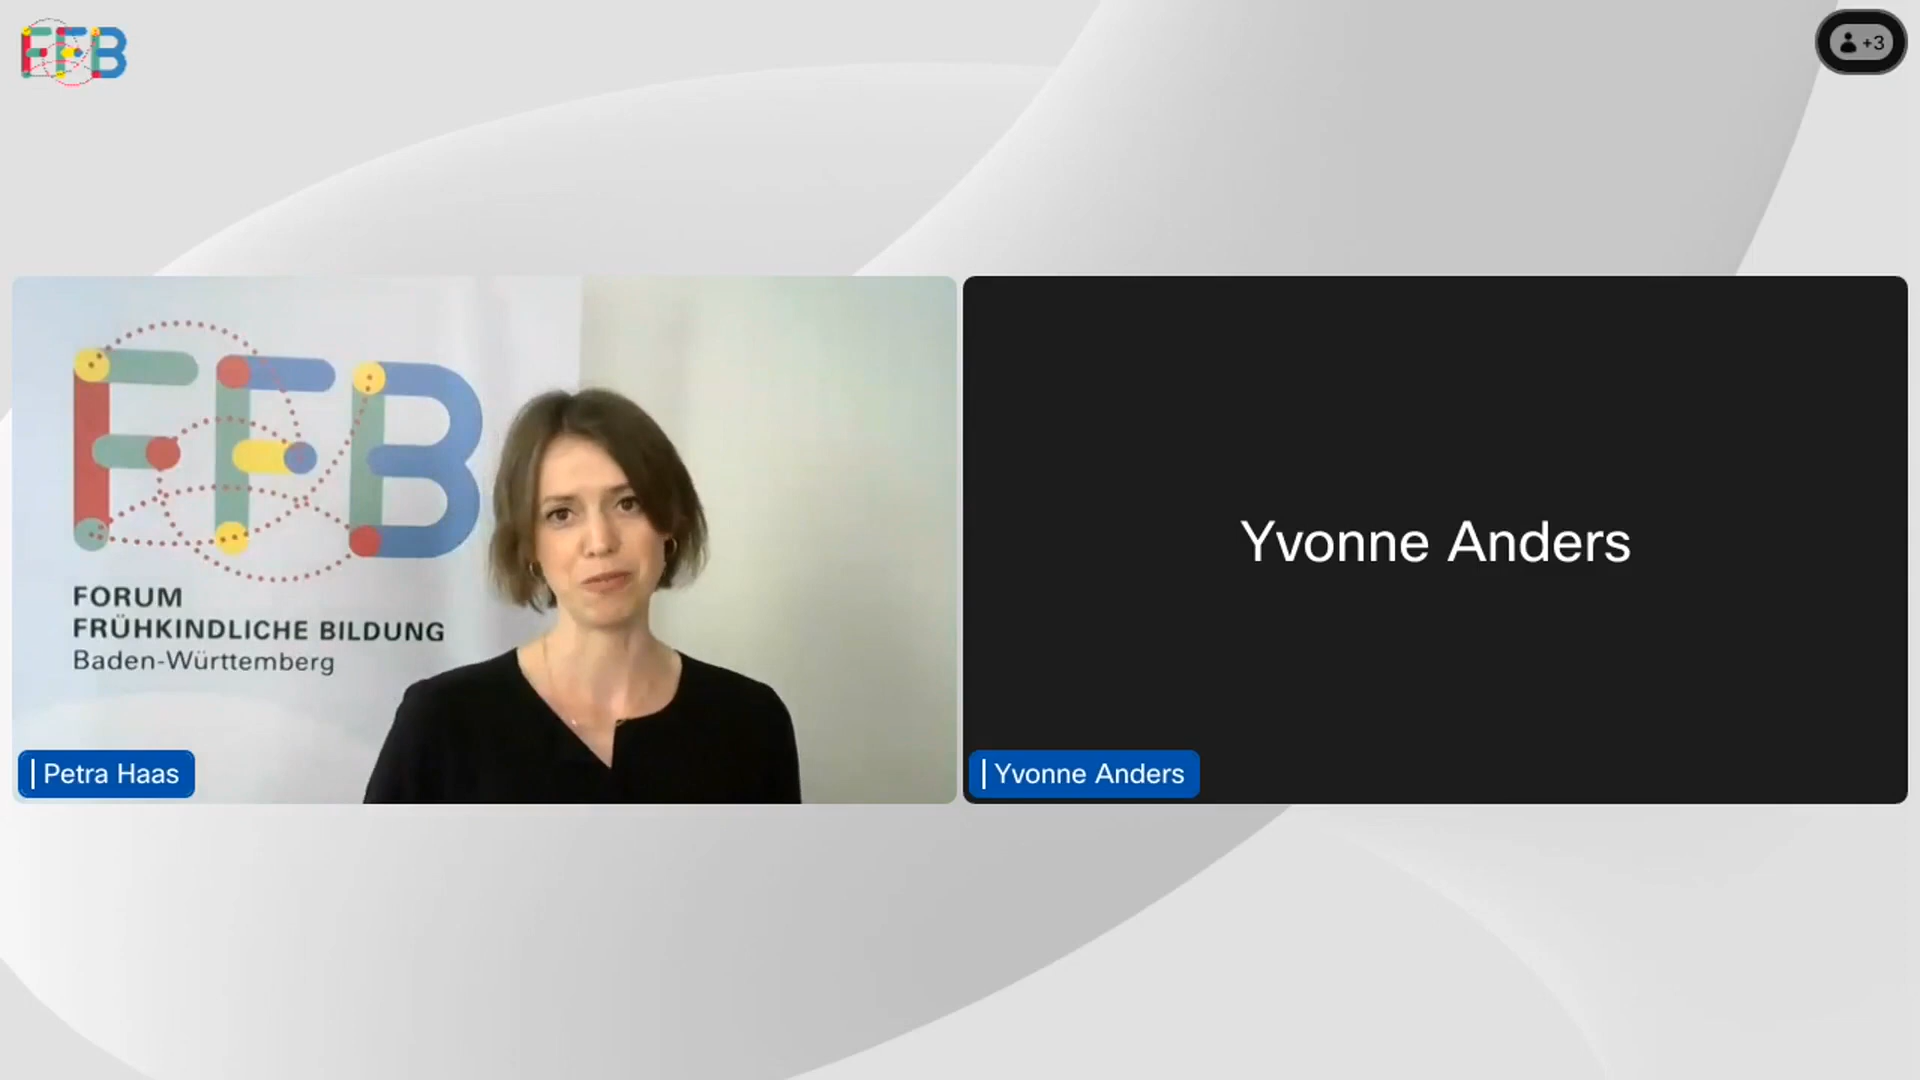 FFB
+3
FFB
FORUM
FRÜHKINDLICHE BILDUNG
Baden-Württemberg
Petra Haas
Yvonne Anders
Yvonne Anders